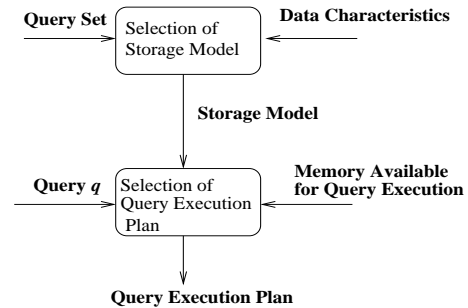 Query Set
Selection of
Storage Model
Data Characteristics
Storage Model
Query q
Selection of
Query Execution
Plan
Memory Available
for Query Execution
Query Execution Plan